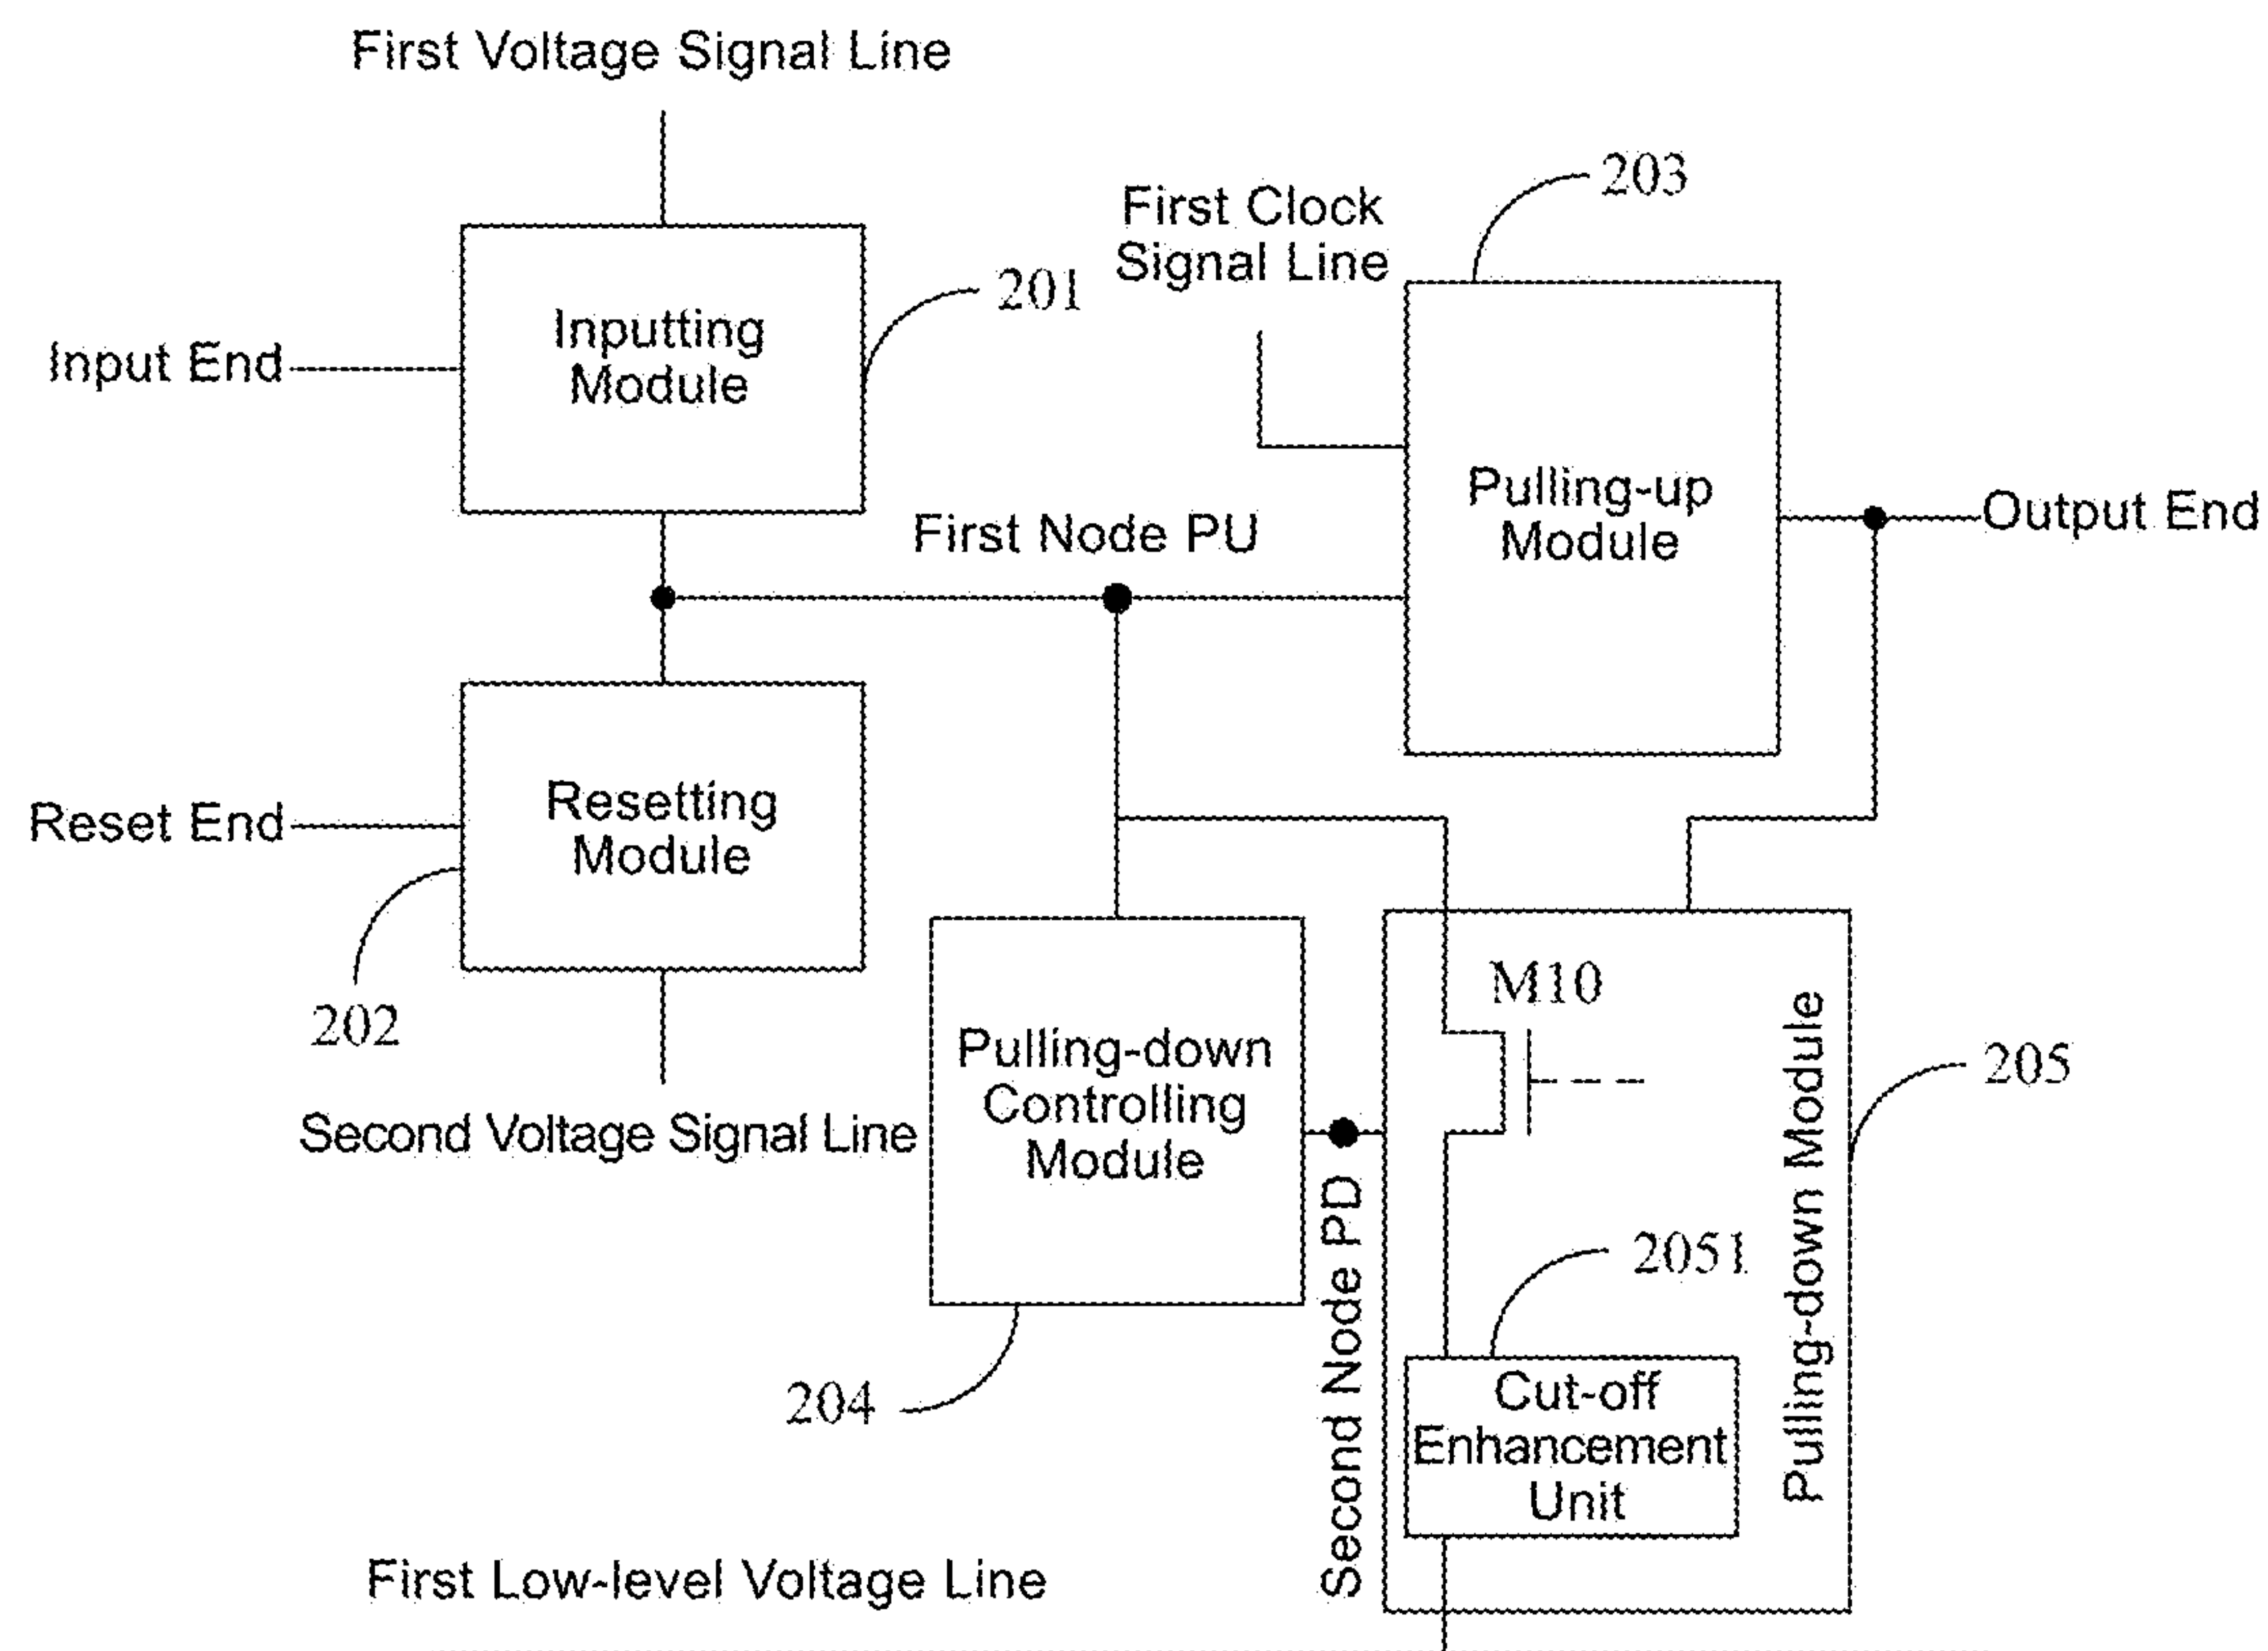 First Voltage Signal Line
203
First Clock
Signal Line
201
Inputting
Module
Input End
Pulling-up
Module
Output End
First Node PU
Resetting
Module
Reset End
202
M10
Pulling-down
Controlling
Module
205
Second Voltage Signal Line
Pulling-down Module
Second Node PD
2051
204
Cut-off
Enhancement
Unit
First Low-level Voltage Line